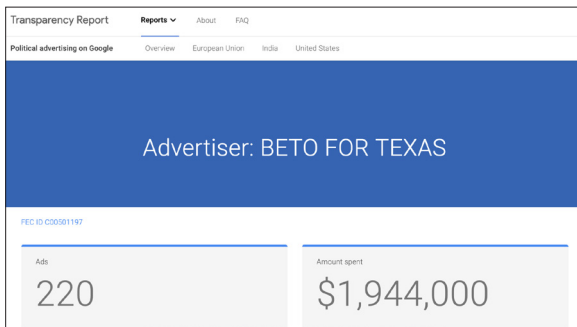 Transparency Report Reports About FAQ
Political advertising on Google Overview European Union India United States
Advertiser: BETO FOR TEXAS
FEC ID C00501197
Ads Amount spent
220 $1,944,000